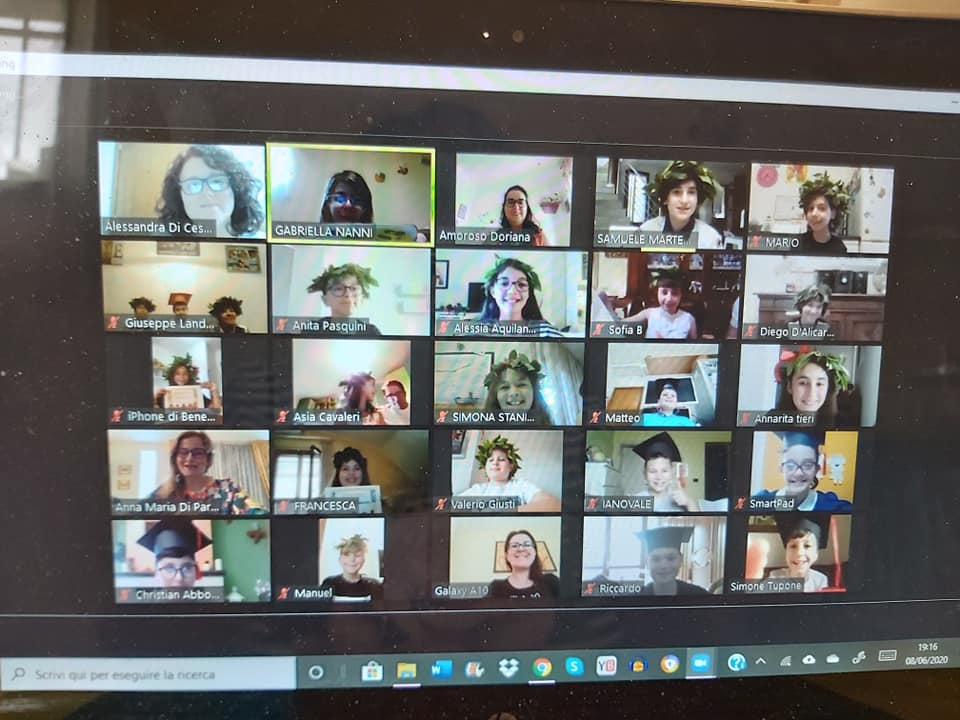 ng
Alessandra Di Ces...
GABRIELLA NANNI
Amoroso Doriana
SAMUELE MARTE...
MARIO
Giuseppe Land...
Anita Pasquini
Alessia Aquilan...
Sofia B
Diego D'Alicar...
iPhone di Bene...
Asia Cavaleri
SIMONA STANI...
Matteo
Annarita tieri
Anna Maria Di Par...
FRANCESCA
Valerio Giusti
IANOVALE
SmartPad
Christian Abbo...
Manuel
Galaxy A10
Riccardo
Simone Tupone
Scrivi qui per eseguire la ricerca
19:16
08/06/2020